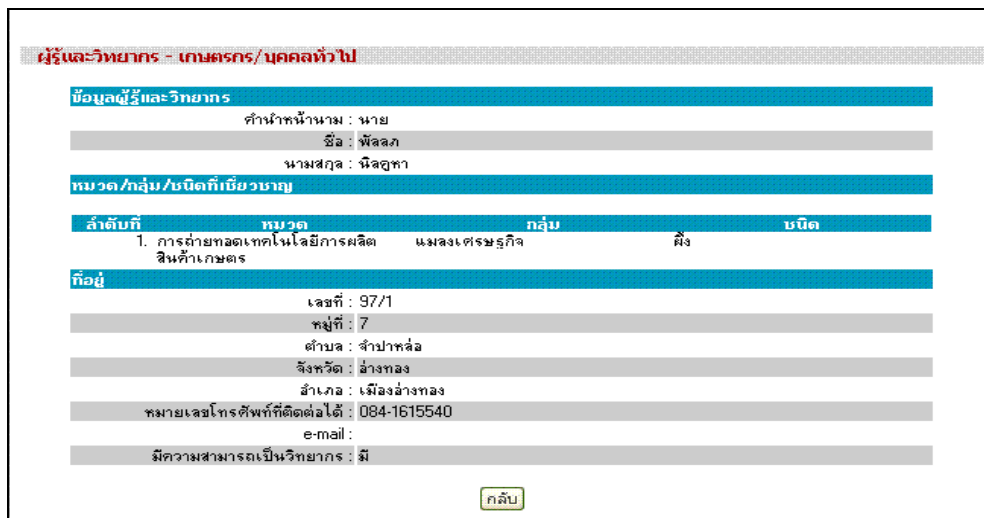 ผู้รู้และวิทยากร - เกษตรกร/บุคคลทั่วไป
ข้อมูลผู้รู้และวิทยากร
คำนำหน้านาม : นาย
ชื่อ : พัลลภ
นามสกุล : นิลคูหา
หมวด/กลุ่ม/ชนิดที่เชี่ยวชาญ
ลำดับที่ หมวด กลุ่ม ชนิด
1. การถ่ายทอดเทคโนโลยีการผลิต แมลงเศรษฐกิจ ผึ้ง
สินค้าเกษตร
ที่อยู่
เลขที่ : 97/1
หมู่ที่ : 7
ตำบล : จำปาหล่อ
จังหวัด : อ่างทอง
อำเภอ : เมืองอ่างทอง
หมายเลขโทรศัพท์ที่ติดต่อได้ : 084-1615540
e-mail :
มีความสามารถเป็นวิทยากร : มี
กลับ